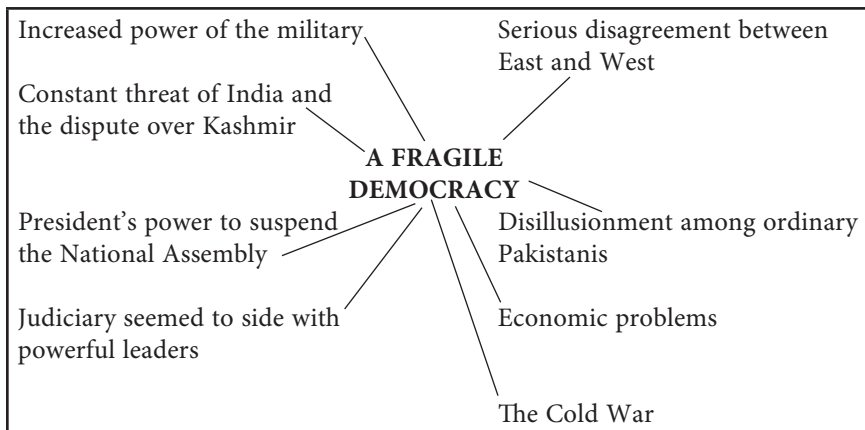 Increased power of the military
Serious disagreement between
East and West
Constant threat of India and
the dispute over Kashmir
A FRAGILE
DEMOCRACY
President’s power to suspend
the National Assembly
Disillusionment among ordinary
Pakistanis
Judiciary seemed to side with
powerful leaders
Economic problems
The Cold War